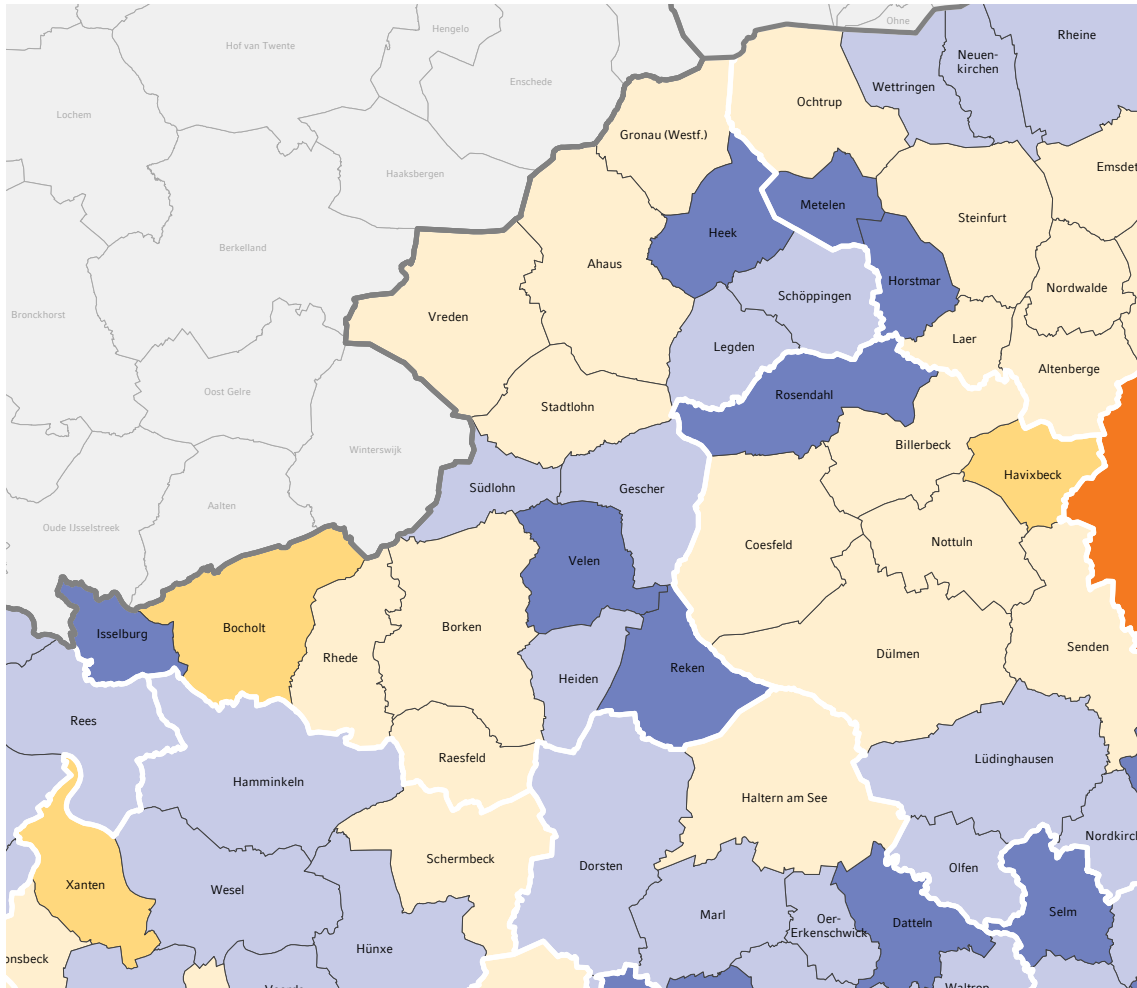 Ohne
Hengelo
Rheine
Hof van Twente
Neuen-
kirchen
Enschede
Wettringen
Ochtrup
Lochem
Gronau (Westf.)
Emsdet
Haaksbergen
Metelen
Steinfurt
Heek
Berkelland
Ahaus
Horstmar
Nordwalde
Schöppingen
Bronckhorst
Vreden
Laer
Legden
Altenberge
Oost Gelre
Rosendahl
Stadtlohn
Billerbeck
Winterswijk
Havixbeck
Südlohn
Gescher
Aalten
Oude IJsselstreek
Nottuln
Coesfeld
Velen
Isselburg
Bocholt
Borken
Senden
Dülmen
Rhede
Reken
Heiden
Rees
Raesfeld
Lüdinghausen
Hamminkeln
Haltern am See
Nordkirch
Schermbeck
Dorsten
Olfen
Xanten
Wesel
Selm
Marl
Oer-
Erkenschwick
Datteln
Hünxe
onsbeck
Waltrop